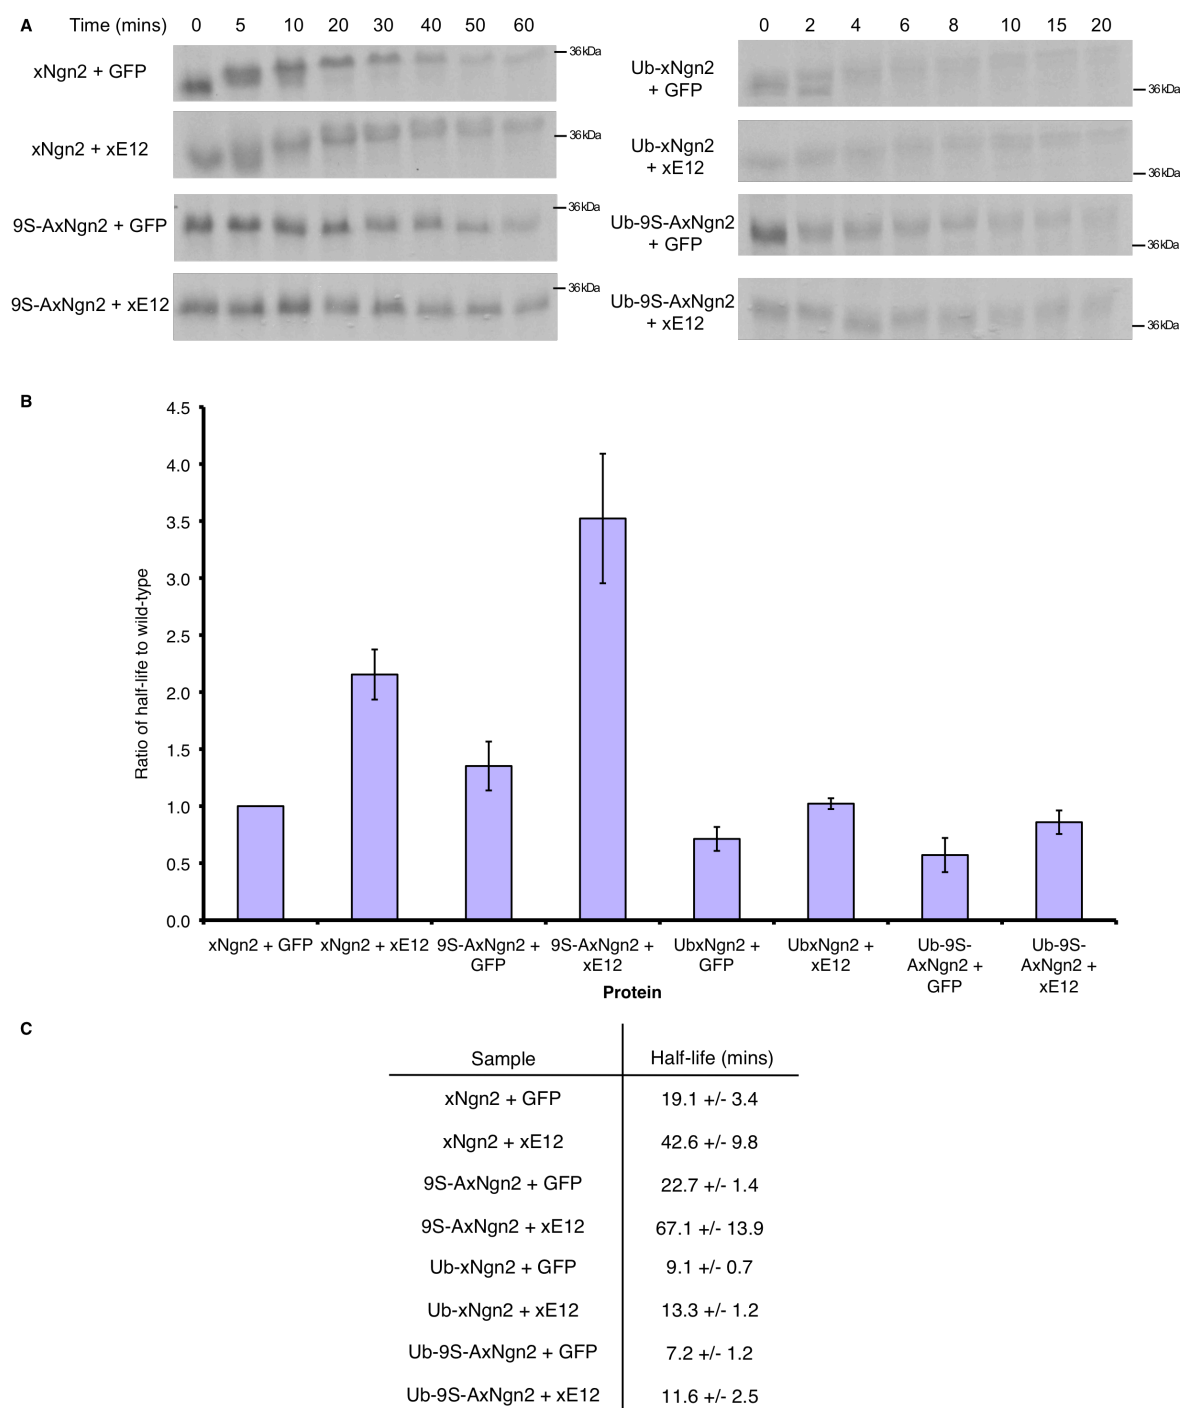 A
Time (mins) 0 5 10 20 30 40 50 60
0 2 4 6 8 10 15 20
xNgn2 + GFP
36kDa
Ub-xNgn2
+ GFP
36kDa
xNgn2 + xE12
36kDa
Ub-xNgn2
+ xE12
36kDa
9S-AxNgn2 + GFP
36kDa
Ub-9S-AxNgn2
+ GFP
36kDa
9S-AxNgn2 + xE12
36kDa
Ub-9S-AxNgn2
+ xE12
36kDa
B
Ratio of half-life to wild-type
4.5
4.0
3.5
3.0
2.5
2.0
1.5
1.0
0.5
0.0
xNgn2 + GFP
xNgn2 + xE12
9S-AxNgn2 +
GFP
9S-AxNgn2 +
xE12
UbxNgn2 +
GFP
UbxNgn2 +
xE12
Ub-9S-
AxNgn2 +
GFP
Ub-9S-
AxNgn2 +
xE12
Protein
C
Sample Half-life (mins)
xNgn2 + GFP 19.1 +/- 3.4
xNgn2 + xE12 42.6 +/- 9.8
9S-AxNgn2 + GFP 22.7 +/- 1.4
9S-AxNgn2 + xE12 67.1 +/- 13.9
Ub-xNgn2 + GFP 9.1 +/- 0.7
Ub-xNgn2 + xE12 13.3 +/- 1.2
Ub-9S-AxNgn2 + GFP 7.2 +/- 1.2
Ub-9S-AxNgn2 + xE12 11.6 +/- 2.5